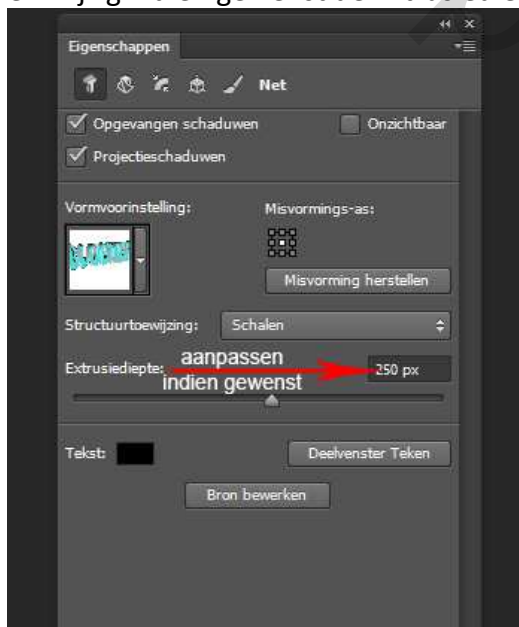 Eigenschappen
Net
Opgevangen schaduwen Onzichtbaar
Projectieschaduwen
Vormvoorinstelling: Misvormings-as:
Misvorming herstellen
Structuurtoewijzing: Schalen
Extrusiediepte: aanpassen 250 px
indien gewenst
Tekst: Deelvenster Teken
Bron bewerken